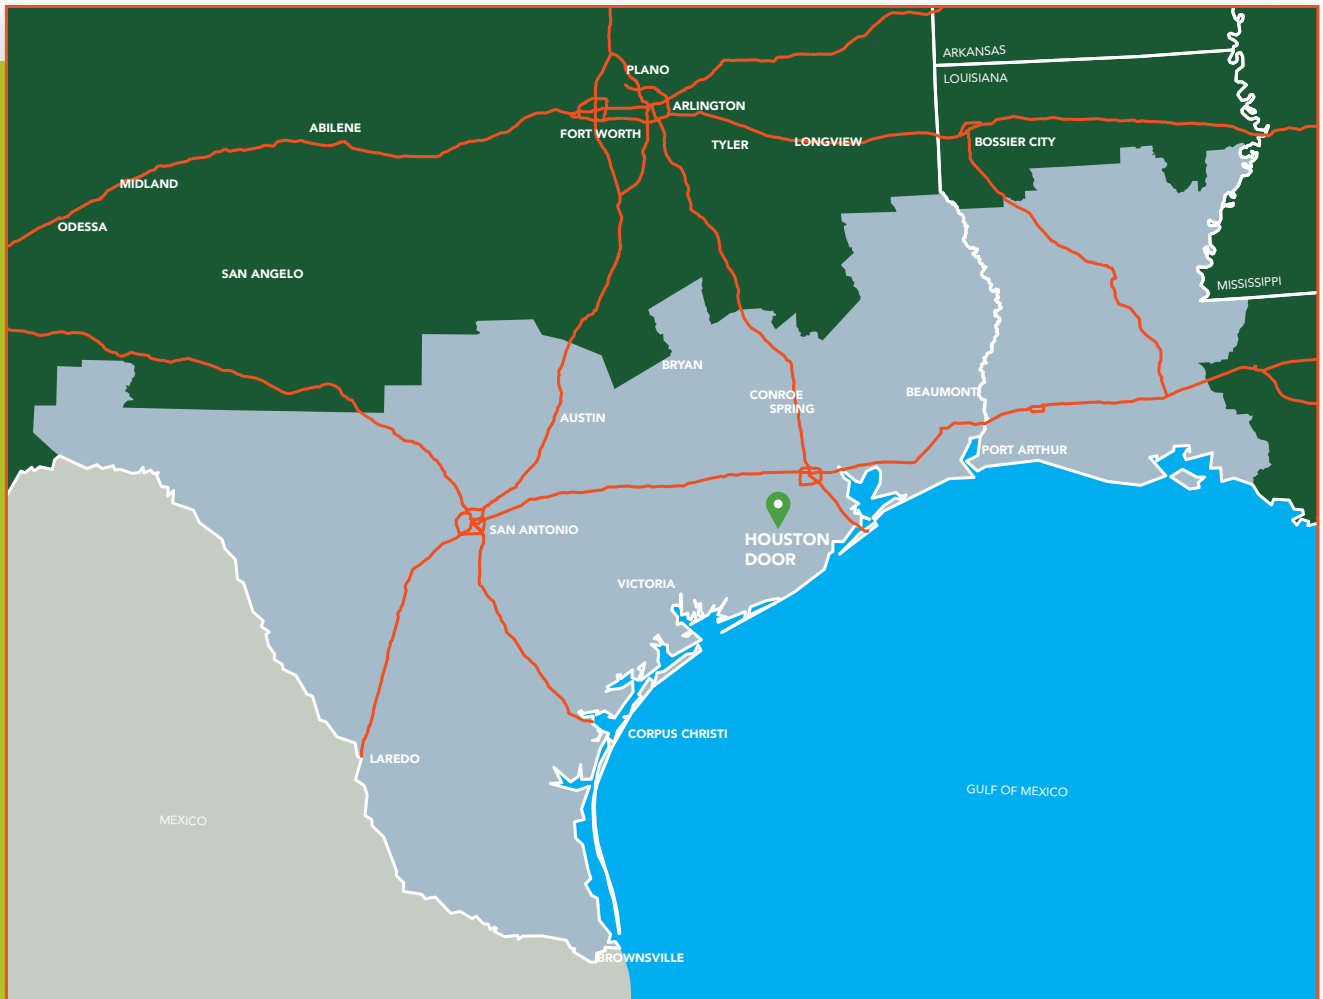 ARKANSAS
PLANO
LOUISIANA
ARLINGTON
ABILENE
FORT WORTH
TYLER
LONGVIEW
BOSSIER CITY
MIDLAND
ODESSA
SAN ANGELO
MISSISSIPPI
BRYAN
CONROE
BEAUMONT
SPRING
AUSTIN
PORT ARTHUR
SAN ANTONIO
HOUSTON
DOOR
VICTORIA
CORPUS CHRISTI
LAREDO
GULF OF MEXICO
MEXICO
BROWNSVILLE